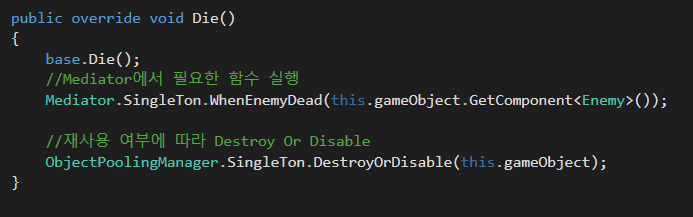 public override void Die()
{
base.Die();
//Mediator에서 필요한 함수 실행
Mediator.SingleTon.WhenEnemyDead(this.gameObject.GetComponent<Enemy>());
//재사용 여부에 따라 Destroy Or Disable
ObjectPoolingManager.SingleTon.DestroyOrDisable(this.gameObject);
}